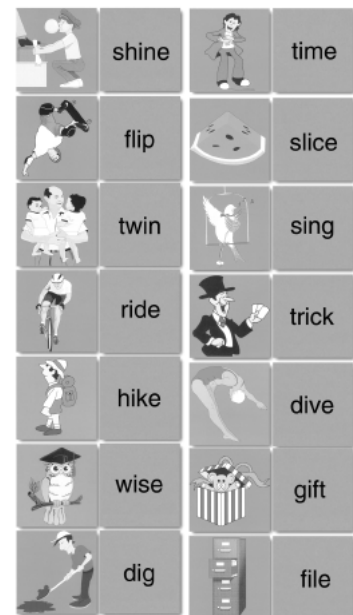 shine
time
flip
slice
twin
sing
ride
trick
hike
dive
wise
gift
dig
file